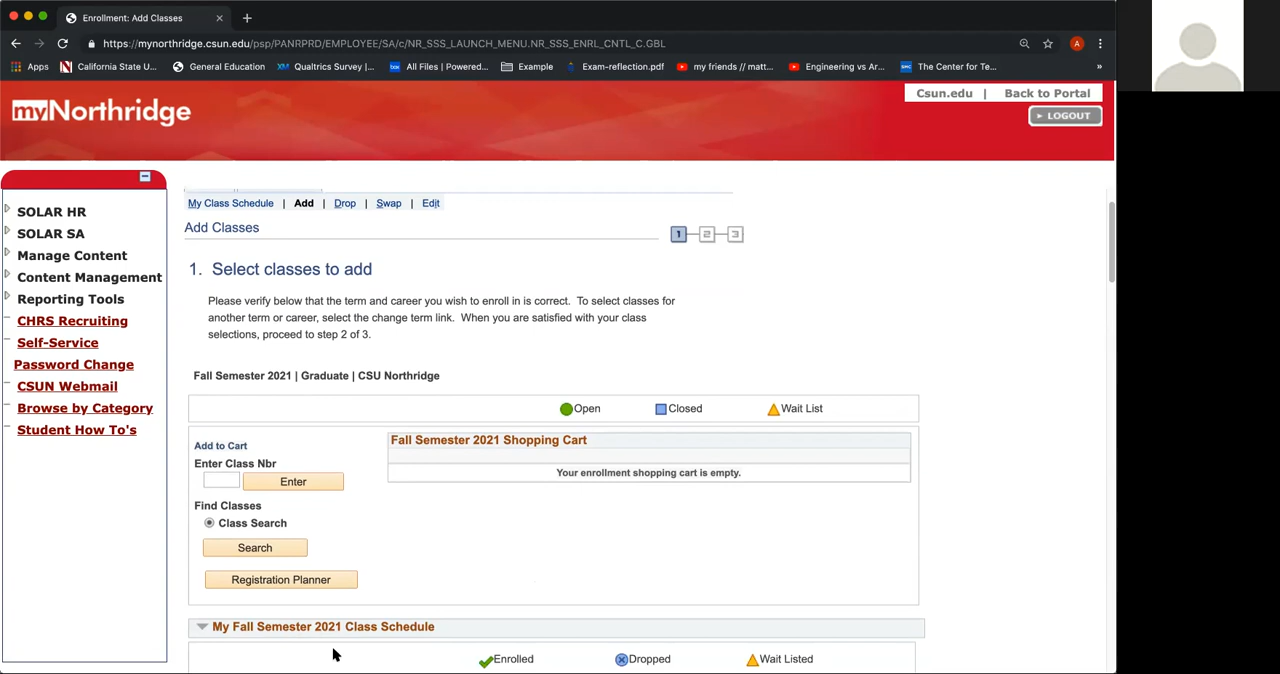 Enrollment: Add Classes
https://mynorthridge.csun.edu/psp/PANRPRD/EMPLOYEE/SA/c/NR_SSS_LAUNCH_MENU.NR_SSS_ENRL_CNTL_C.GBL
A
Apps California State U... General Education Qualtrics Survey |... All Files | Powered... Example Exam-reflection.pdf my friends // matt... Engineering vs Ar... The Center for Te... »
Csun.edu | Back to Portal
myNorthridge
LOGOUT
SOLAR HR
SOLAR SA
Manage Content
Content Management
Reporting Tools
CHRS Recruiting
Self-Service
Password Change
CSUN Webmail
Browse by Category
Student How To's
My Class Schedule | Add | Drop | Swap | Edit
Add Classes
1 2 3
1. Select classes to add
Please verify below that the term and career you wish to enroll in is correct. To select classes for
another term or career, select the change term link. When you are satisfied with your class
selections, proceed to step 2 of 3.
Fall Semester 2021 | Graduate | CSU Northridge
Open Closed Wait List
Add to Cart
Enter Class Nbr
Enter
Find Classes
Class Search
Search
Registration Planner
Fall Semester 2021 Shopping Cart
Your enrollment shopping cart is empty.
My Fall Semester 2021 Class Schedule
Enrolled Dropped Wait Listed